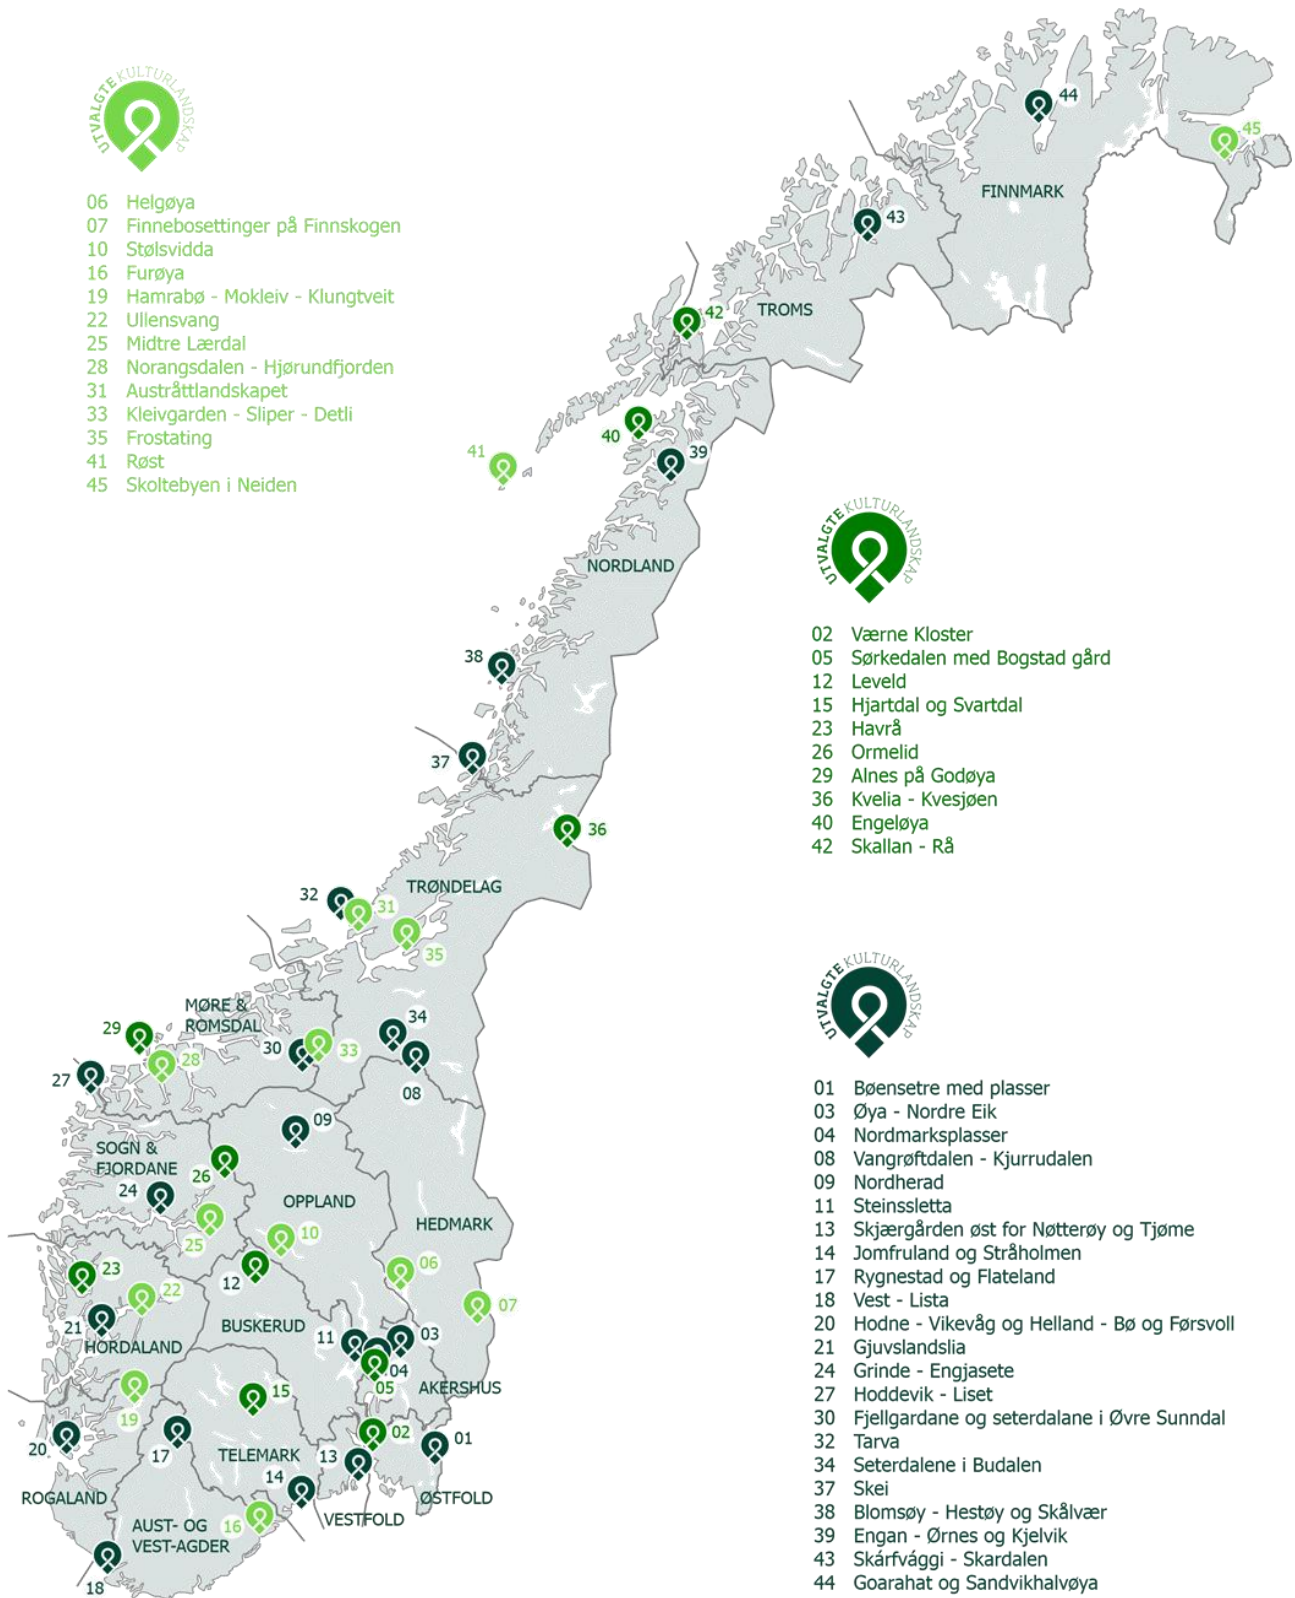 UTVALGTE KULTURLANDSKAP
06 Helgøya
07 Finnebosettinger på Finnskogen
10 Stølsvidda
16 Furøya
19 Hamrabø - Mokleiv - Klungtveit
22 Ullensvang
25 Midtre Lærdal
28 Norangsdalen - Hjørundfjorden
31 Austråttlandskapet
33 Kleivgarden - Sliper - Detli
35 Frostating
41 Røst
45 Skoltebyen i Neiden
UTVALGTE KULTURLANDSKAP
02 Værne Kloster
05 Sørkedalen med Bogstad gård
12 Leveld
15 Hjartdal og Svartdal
23 Havrå
26 Ormelid
29 Alnes på Godøya
36 Kvelia - Kvesjøen
40 Engeløya
42 Skallan - Rå
UTVALGTE KULTURLANDSKAP
01 Bøensetre med plasser
03 Øya - Nordre Eik
04 Nordmarksplasser
08 Vangrøftdalen - Kjurrudalen
09 Nordherad
11 Steinssletta
13 Skjærgården øst for Nøtterøy og Tjøme
14 Jomfruland og Stråholmen
17 Rygnestad og Flateland
18 Vest - Lista
20 Hodne - Vikevåg og Helland - Bø og Førsvoll
21 Gjuvslandslia
24 Grinde - Engjasete
27 Hoddevik - Liset
30 Fjellgardane og seterdalane i Øvre Sunndal
32 Tarva
34 Seterdalene i Budalen
37 Skei
38 Blomsøy - Hestøy og Skålvær
39 Engan - Ørnes og Kjelvik
43 Skárfvággi - Skardalen
44 Goarahat og Sandvikhalvøya
44
45
FINNMARK
43
42
TROMS
40
39
41
NORDLAND
38
37
36
TRØNDELAG
32
31
35
MØRE &
ROMSDAL
34
29
30
33
28
27
08
09
SOGN &
FJORDANE
26
24
OPPLAND
HEDMARK
25
10
23
12
06
22
07
21
BUSKERUD
11
03
HORDALAND
04
05
AKERSHUS
15
19
20
17
02
01
TELEMARK
13
14
ROGALAND
ØSTFOLD
VESTFOLD
AUST- OG
VEST-AGDER
16
18